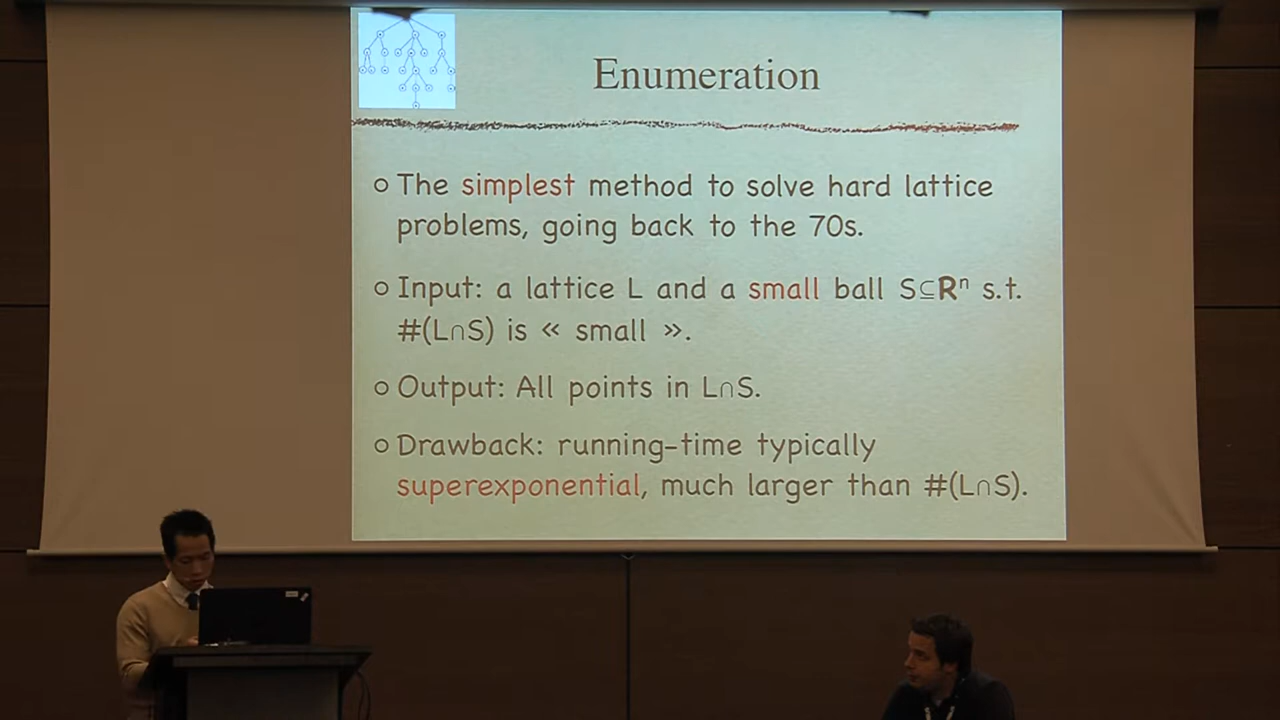 Enumeration
○ The simplest method to solve hard lattice
problems, going back to the 70s.
○ Input: a lattice L and a small ball S⊆Rⁿ s.t.
#(L∩S) is « small ».
○ Output: All points in L∩S.
○ Drawback: running-time typically
superexponential, much larger than #(L∩S).